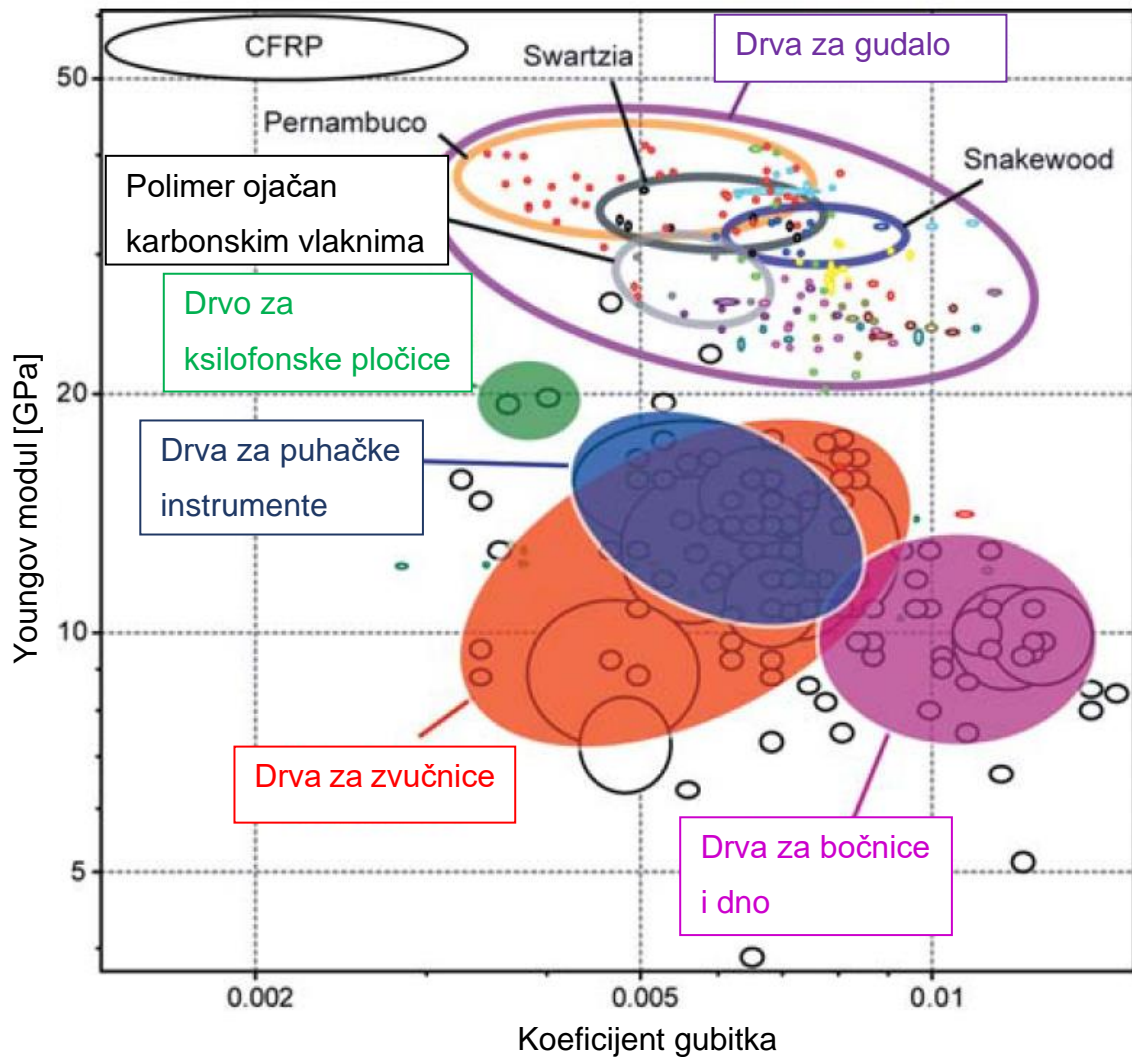 CFRP
Drva za gudalo
Swartzia
50
Pernambuco
Snakewood
Polimer ojačan
karbonskim vlaknima
Drvo za
ksilofonske pločice
20
Drva za puhačke
instrumente
Youngov modul [GPa]
10
Drva za zvučnice
Drva za bočnice
i dno
5
0.002
0.005
0.01
Koeficijent gubitka